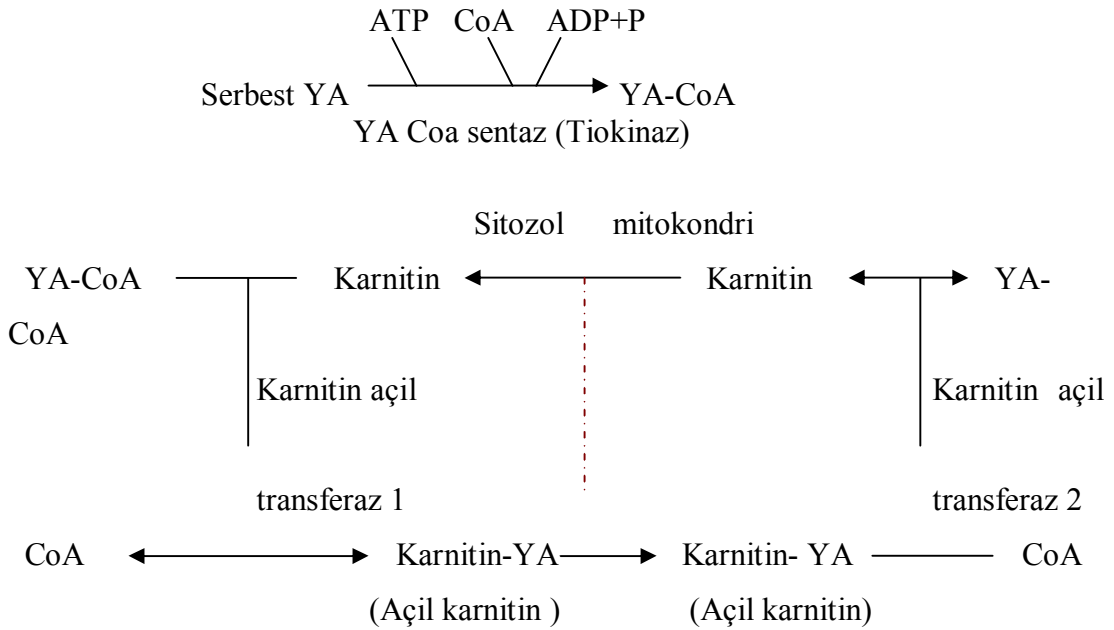 ATP CoA ADP+P
Serbest YA YA-CoA
YA Coa sentaz (Tiokinaz)
Sitozol mitokondri
YA-CoA Karnitin Karnitin YA-
CoA
Karnitin açil Karnitin açil
transferaz 1 transferaz 2
CoA Karnitin-YA Karnitin- YA CoA
(Açil karnitin ) (Açil karnitin)